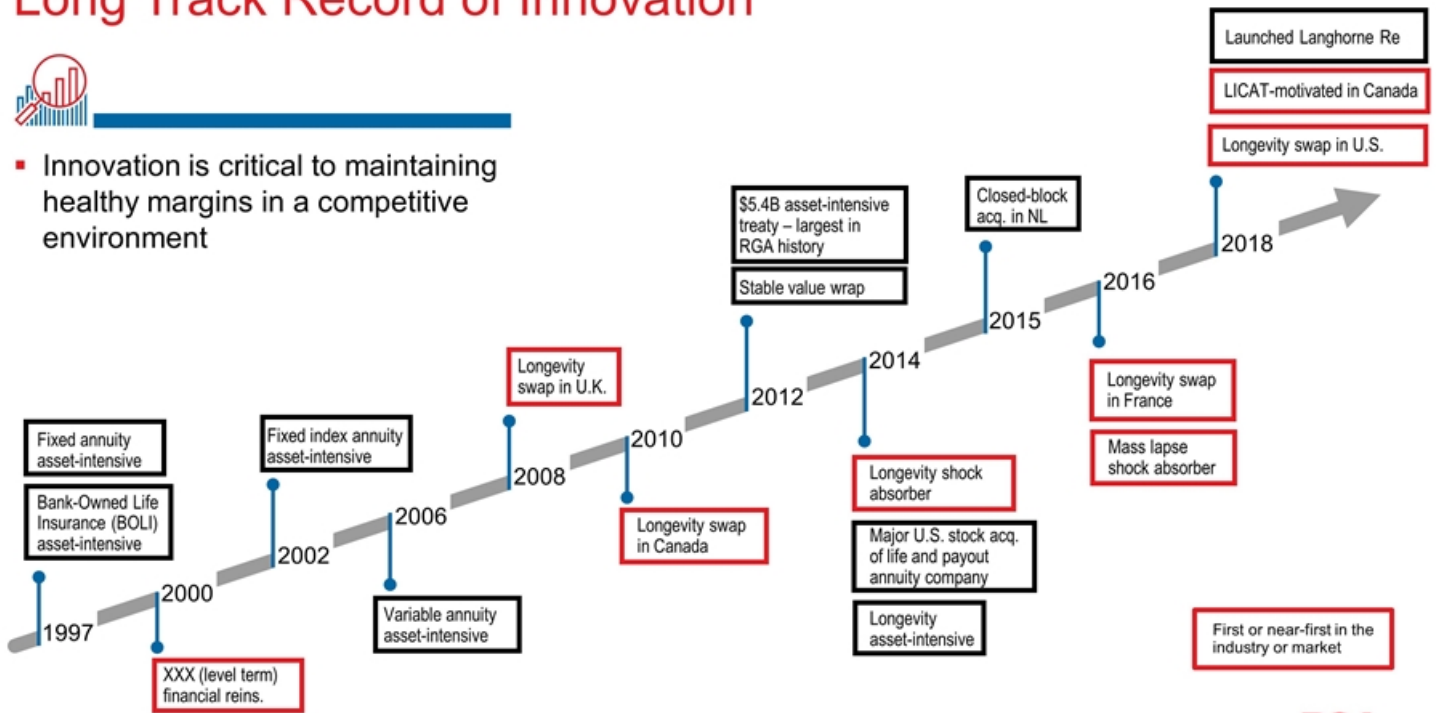 Long Track Record of Innovation
Innovation is critical to maintaining
healthy margins in a competitive
environment
Fixed annuity
asset-intensive
Bank-Owned Life
Insurance (BOLI)
asset-intensive
1997
2000
XXX (level term)
financial reins.
Fixed index annuity
asset-intensive
2002
2006
Variable annuity
asset-intensive
Longevity
swap in U.K.
2008
2010
Longevity swap
in Canada
$5.4B asset-intensive
treaty – largest in
RGA history
Stable value wrap
2012
2014
Longevity shock
absorber
Major U.S. stock acq.
of life and payout
annuity company
Longevity
asset-intensive
Closed-block
acq. in NL
2015
2016
Longevity swap
in France
Mass lapse
shock absorber
Launched Langhorne Re
LICAT-motivated in Canada
Longevity swap in U.S.
2018
First or near-first in the
industry or market